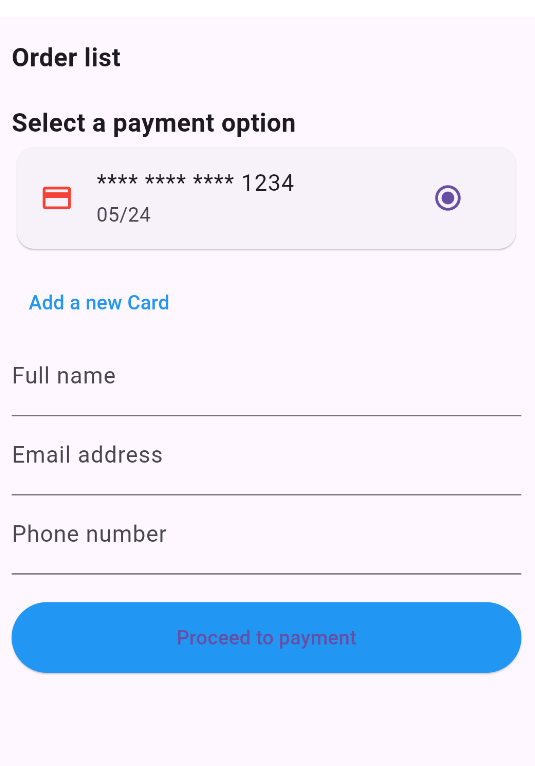 Order list
Select a payment option
**** **** **** 1234
05/24
Add a new Card
Full name
Email address
Phone number
Proceed to payment